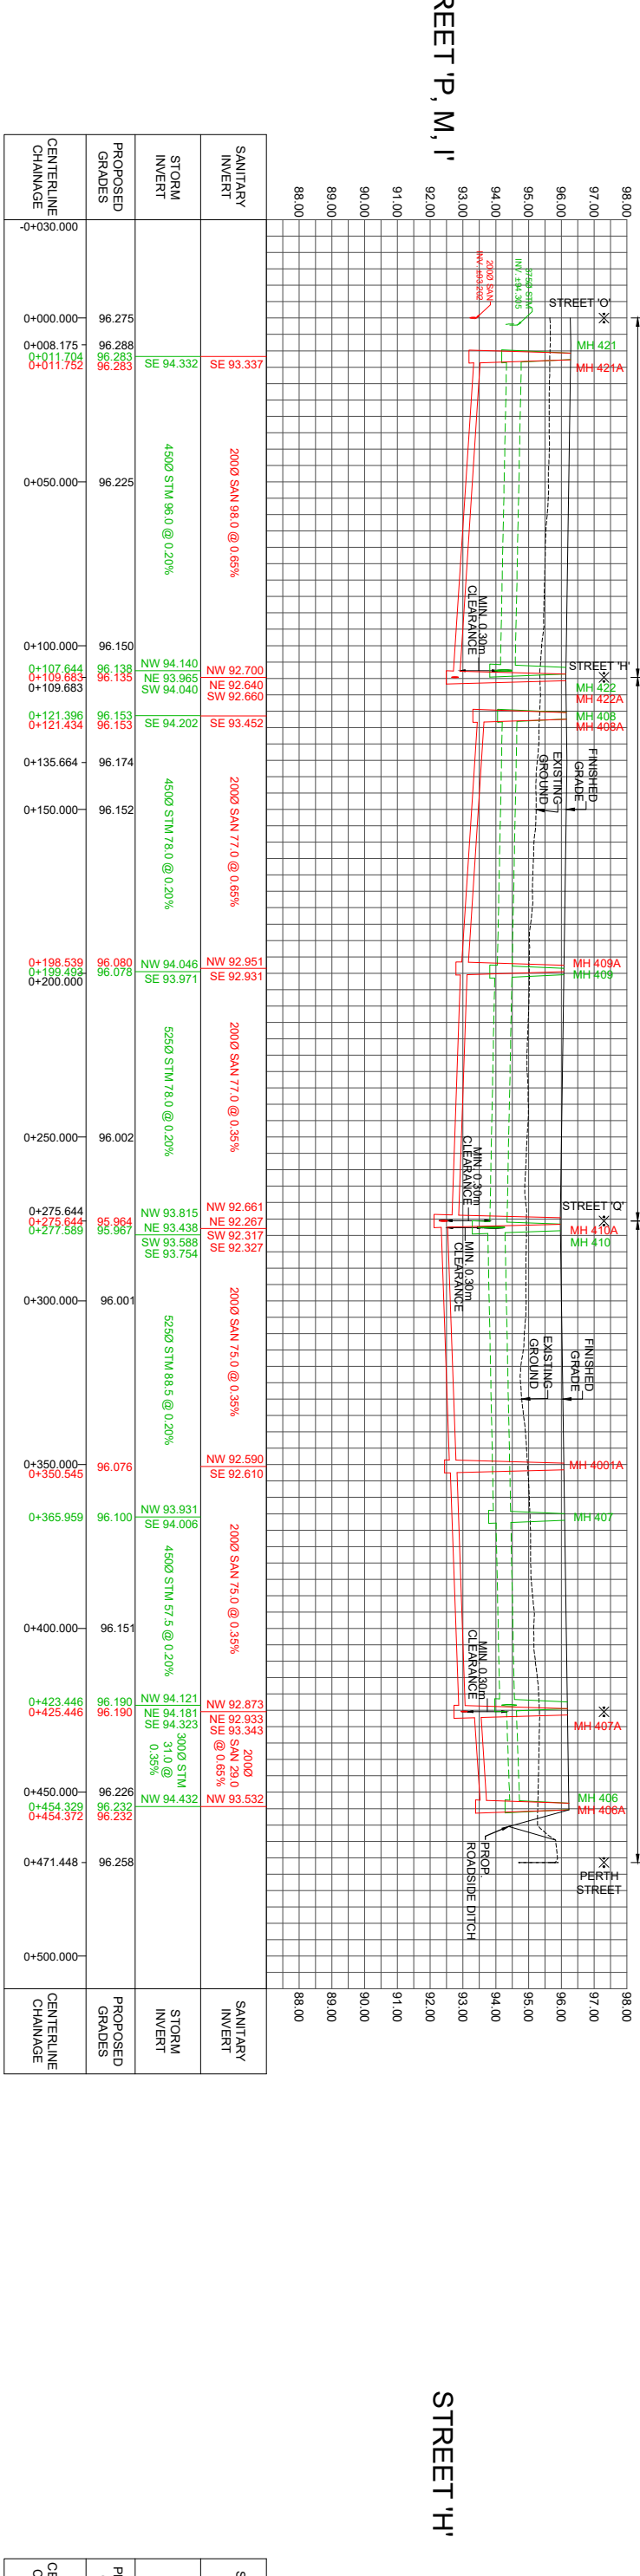 REET 'P, M, I'
98.00
97.00
96.00
95.00
94.00
93.00
92.00
91.00
90.00
89.00
88.00
SANITARY
INVERT
STORM
INVERT
PROPOSED
GRADES
CENTERLINE
CHAINAGE
-0+030.000
STREET 'O'
375Ø STM
INV. ±94.305
200Ø SAN
INV. ±93.202
0+000.000
96.275
0+008.175
96.288
MH 421
MH 421A
0+011.704
96.283
SE 94.332
0+011.752
96.283
SE 93.337
200Ø SAN 98.0 @ 0.65%
450Ø STM 96.0 @ 0.20%
0+050.000
96.225
MIN. 0.30m
CLEARANCE
0+100.000
96.150
STREET 'H'
MH 422
MH 422A
NW 94.140
NE 93.965
SW 94.040
NW 92.700
NE 92.640
SW 92.660
0+107.644
96.138
0+109.683
96.135
0+109.683
MH 408
MH 408A
0+121.396
96.153
SE 94.202
0+121.434
96.153
SE 93.452
FINISHED
GRADE
EXISTING
GROUND
0+135.664
96.174
0+150.000
96.152
200Ø SAN 77.0 @ 0.65%
450Ø STM 78.0 @ 0.20%
MH 409A
MH 409
NW 92.951
SE 92.931
NW 94.046
SE 93.971
0+198.539
96.080
0+199.492
96.078
0+200.000
200Ø SAN 77.0 @ 0.35%
525Ø STM 78.0 @ 0.20%
0+250.000
96.002
MIN. 0.30m
CLEARANCE
STREET 'Q'
MH 410A
MH 410
NW 92.661
NE 92.267
SW 92.317
SE 92.327
NW 93.815
NE 93.438
SW 93.588
SE 93.754
0+275.644
0+275.644
95.964
0+277.589
95.967
MIN. 0.30m
CLEARANCE
0+300.000
96.001
200Ø SAN 75.0 @ 0.35%
525Ø STM 88.5 @ 0.20%
FINISHED
GRADE
EXISTING
GROUND
MH 4001A
NW 92.590
SE 92.610
0+350.000
0+350.545
96.076
MH 407
NW 93.931
SE 94.006
0+365.959
96.100
200Ø SAN 75.0 @ 0.35%
450Ø STM 57.5 @ 0.20%
0+400.000
96.151
MIN. 0.30m
CLEARANCE
MH 407A
NW 92.873
NE 92.933
SE 93.343
NW 94.121
NE 94.181
SE 94.323
0+423.446
96.190
0+425.446
96.190
200Ø
SAN 29.0
@ 0.65%
300Ø STM
31.0 @
0.35%
MH 406
MH 406A
0+450.000
96.226
NW 93.532
NW 94.432
0+454.329
96.232
0+454.372
96.232
PROP.
ROADSIDE DITCH
PERTH
STREET
0+471.448
96.258
0+500.000
98.00
97.00
96.00
95.00
94.00
93.00
92.00
91.00
90.00
89.00
88.00
SANITARY
INVERT
STORM
INVERT
PROPOSED
GRADES
CENTERLINE
CHAINAGE
STREET 'H'